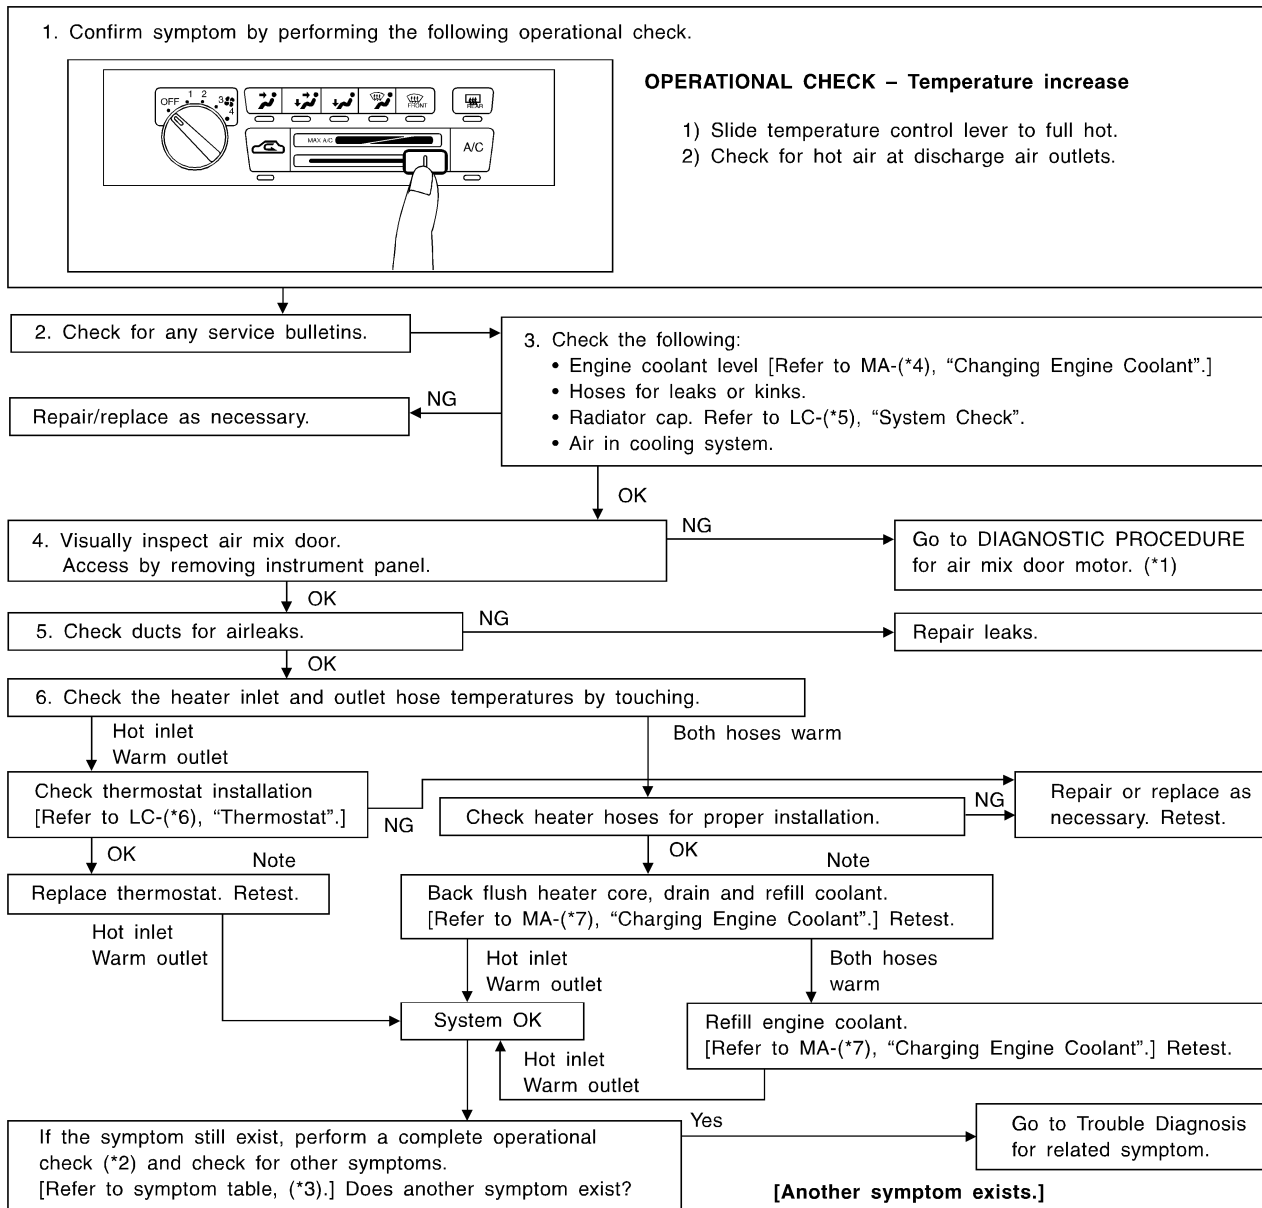 1. Confirm symptom by performing the following operational check.
OFF
1
2
3
4
FRONT
REAR
MAX A/C
A/C
OPERATIONAL CHECK – Temperature increase
1) Slide temperature control lever to full hot.
2) Check for hot air at discharge air outlets.
2. Check for any service bulletins.
3. Check the following:
• Engine coolant level [Refer to MA-(*4), “Changing Engine Coolant”.]
• Hoses for leaks or kinks.
• Radiator cap. Refer to LC-(*5), “System Check”.
• Air in cooling system.
NG
Repair/replace as necessary.
OK
4. Visually inspect air mix door.
Access by removing instrument panel.
NG
Go to DIAGNOSTIC PROCEDURE
for air mix door motor. (*1)
OK
5. Check ducts for airleaks.
NG
Repair leaks.
OK
6. Check the heater inlet and outlet hose temperatures by touching.
Hot inlet
Warm outlet
Both hoses warm
Check thermostat installation
[Refer to LC-(*6), “Thermostat”.]
NG
Check heater hoses for proper installation.
NG
Repair or replace as
necessary. Retest.
OK
Note
OK
Note
Replace thermostat. Retest.
Back flush heater core, drain and refill coolant.
[Refer to MA-(*7), “Charging Engine Coolant”.] Retest.
Hot inlet
Warm outlet
Hot inlet
Warm outlet
Both hoses
warm
System OK
Refill engine coolant.
[Refer to MA-(*7), “Charging Engine Coolant”.] Retest.
Hot inlet
Warm outlet
If the symptom still exist, perform a complete operational
check (*2) and check for other symptoms.
[Refer to symptom table, (*3).] Does another symptom exist?
Yes
Go to Trouble Diagnosis
for related symptom.
[Another symptom exists.]